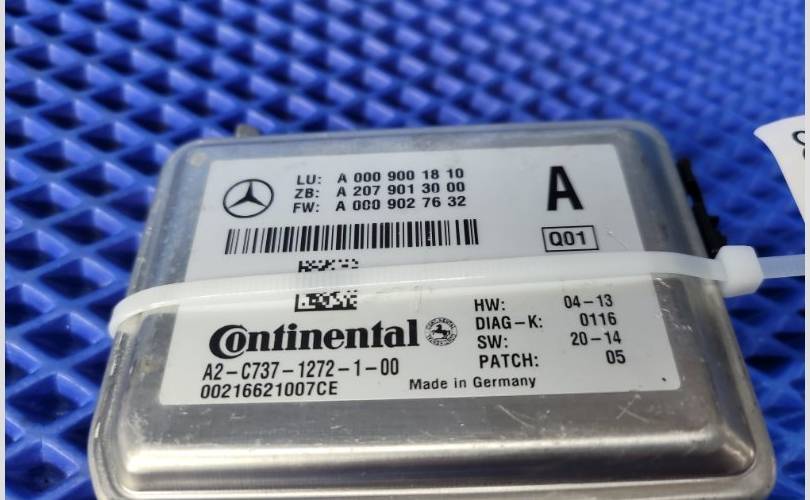 LU: A 000 900 18 10
ZB: A 207 901 30 00
FW: A 000 902 76 32
A
Q01
Continental
A2-C737-1272-1-00
00216621007CE
HW: 04-13
DIAG-K: 0116
SW: 20-14
PATCH: 05
Made in Germany